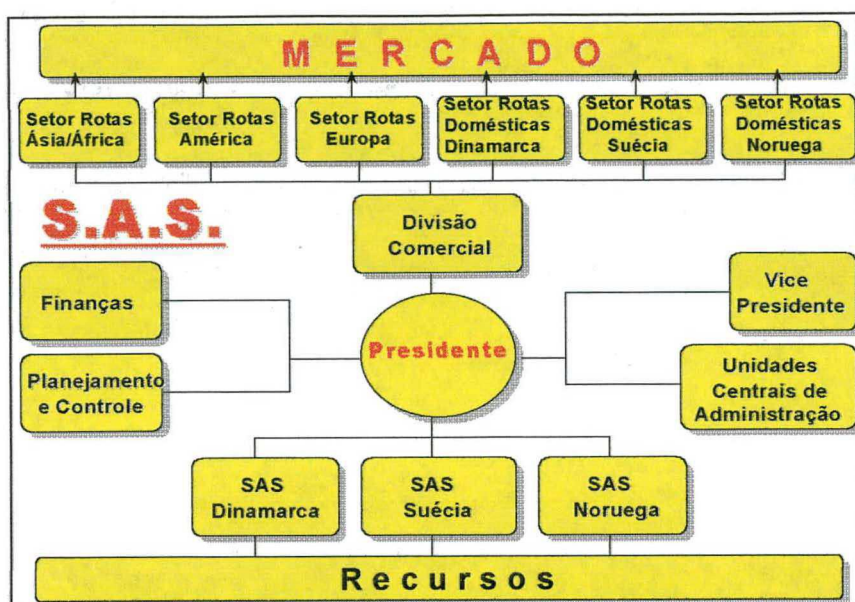 MERCADO
Setor Rotas
Ásia/África
Setor Rotas
América
Setor Rotas
Europa
Setor Rotas
Domésticas
Dinamarca
Setor Rotas
Domésticas
Suécia
Setor Rotas
Domésticas
Noruega
S.A.S.
Divisão
Comercial
Finanças
Vice
Presidente
Presidente
Planejamento
e Controle
Unidades
Centrais de
Administração
SAS
Dinamarca
SAS
Suécia
SAS
Noruega
Recursos